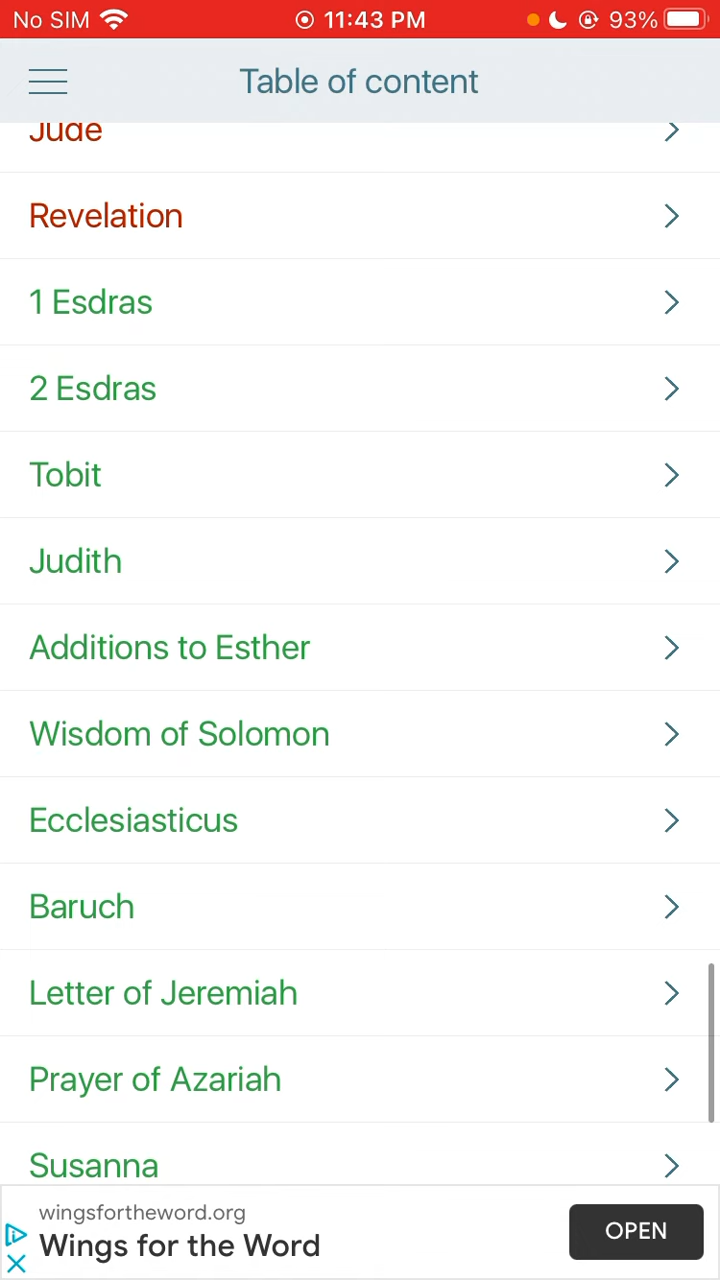 No SIM 11:43 PM 93%
Table of content
Jude
Revelation
1 Esdras
2 Esdras
Tobit
Judith
Additions to Esther
Wisdom of Solomon
Ecclesiasticus
Baruch
Letter of Jeremiah
Prayer of Azariah
Susanna
wingsfortheword.org
Wings for the Word
OPEN